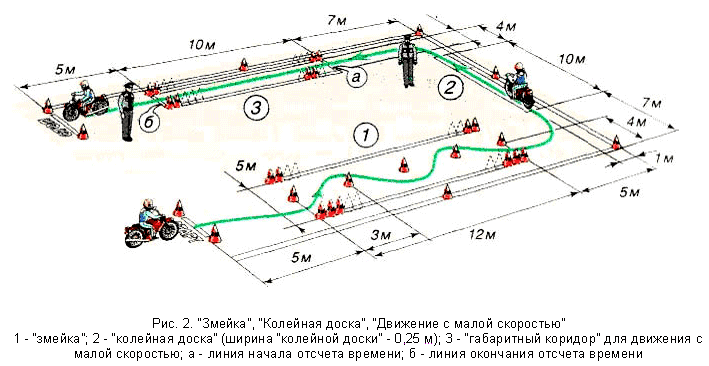 7м
10м
4м
5м
10м
а
2
7м
б
3
1
4м
5м
1м
5м
12м
3м
5м
Рис. 2. "Змейка", "Колейная доска", "Движение с малой скоростью"
1 - "змейка"; 2 - "колейная доска" (ширина "колейной доски" - 0,25 м); 3 - "габаритный коридор" для движения с
малой скоростью; а - линия начала отсчета времени; б - линия окончания отсчета времени